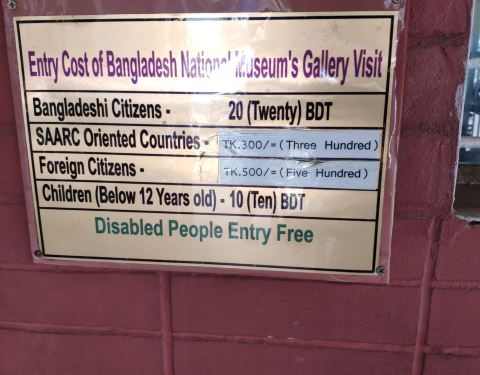 Entry Cost of Bangladesh National Museum's Gallery Visit
Bangladeshi Citizens - 20 (Twenty) BDT
SAARC Oriented Countries - TK.300/=(Three Hundred)
Foreign Citizens - TK.500/=(Five Hundred)
Children (Below 12 Years old) - 10 (Ten) BDT
Disabled People Entry Free